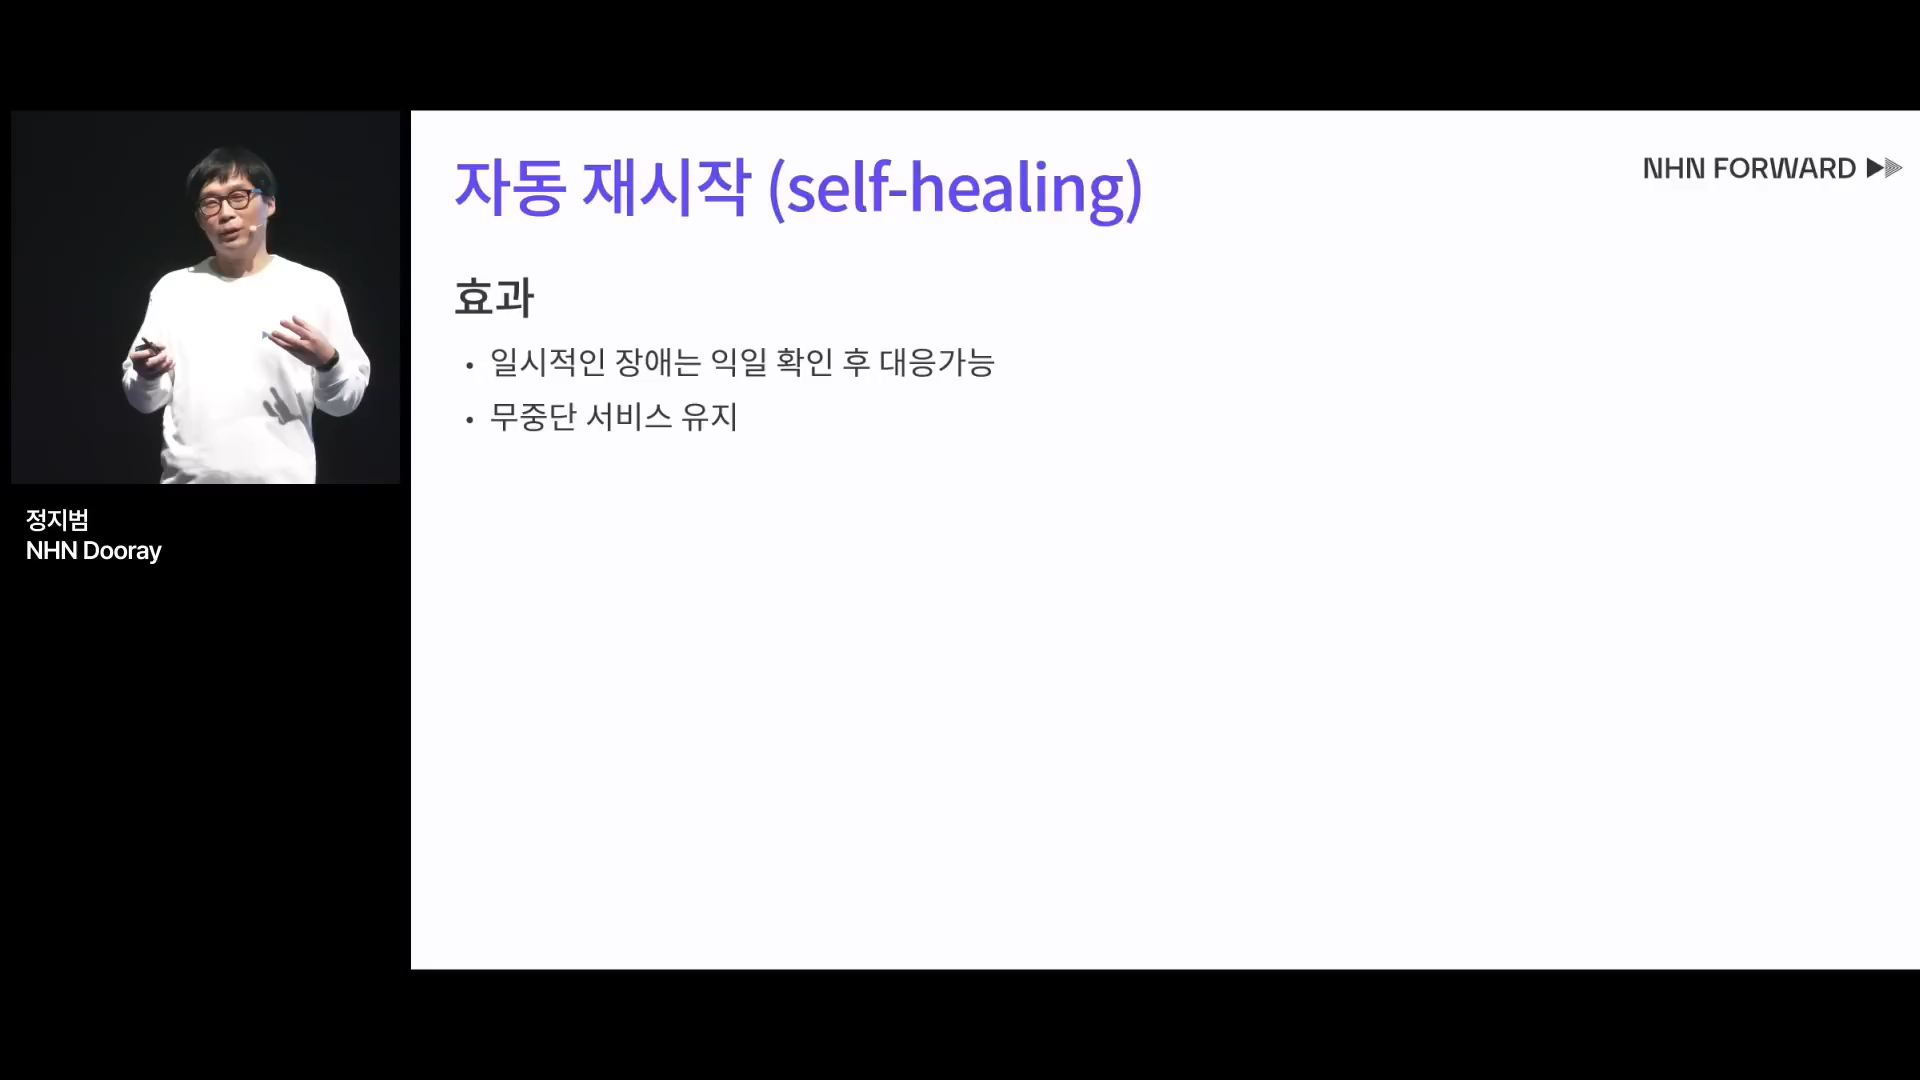 자동 재시작 (self-healing)
NHN FORWARD
효과
• 일시적인 장애는 익일 확인 후 대응가능
• 무중단 서비스 유지
정지범
NHN Dooray